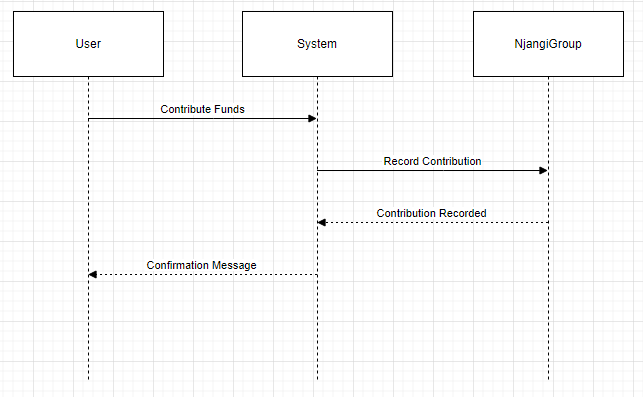 User
System
NjangiGroup
Contribute Funds
Record Contribution
Contribution Recorded
Confirmation Message